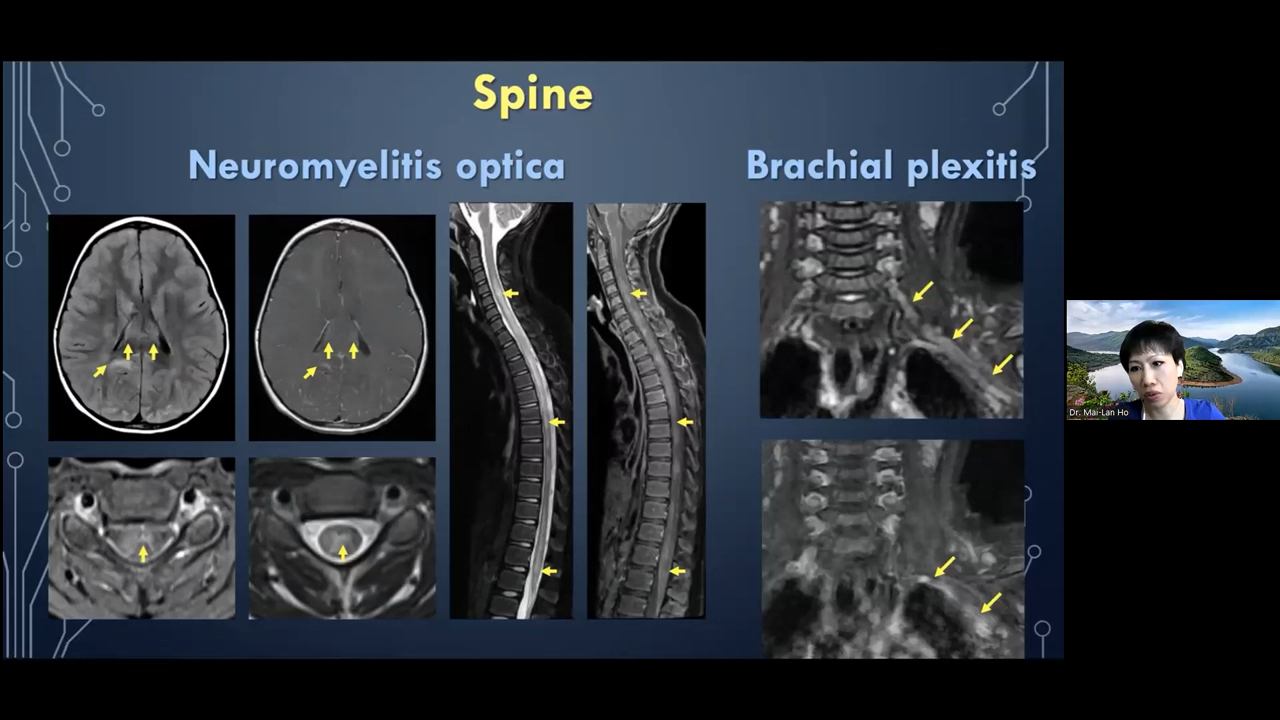 Spine
Neuromyelitis optica
Brachial plexitis
Dr. Mai-Lan Ho